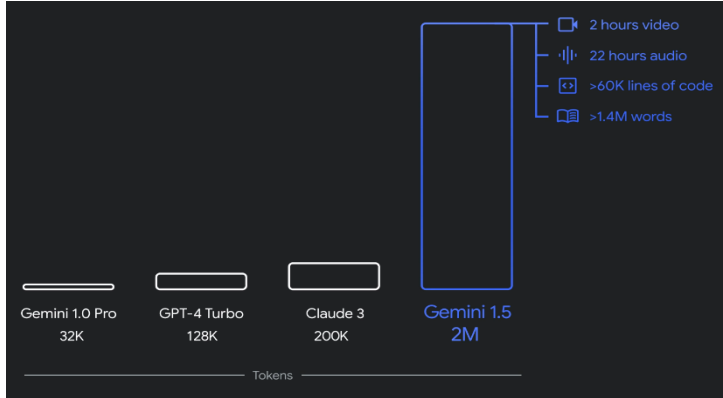 2 hours video
22 hours audio
>60K lines of code
>1.4M words
Gemini 1.0 Pro
32K
GPT-4 Turbo
128K
Claude 3
200K
Gemini 1.5
2M
Tokens